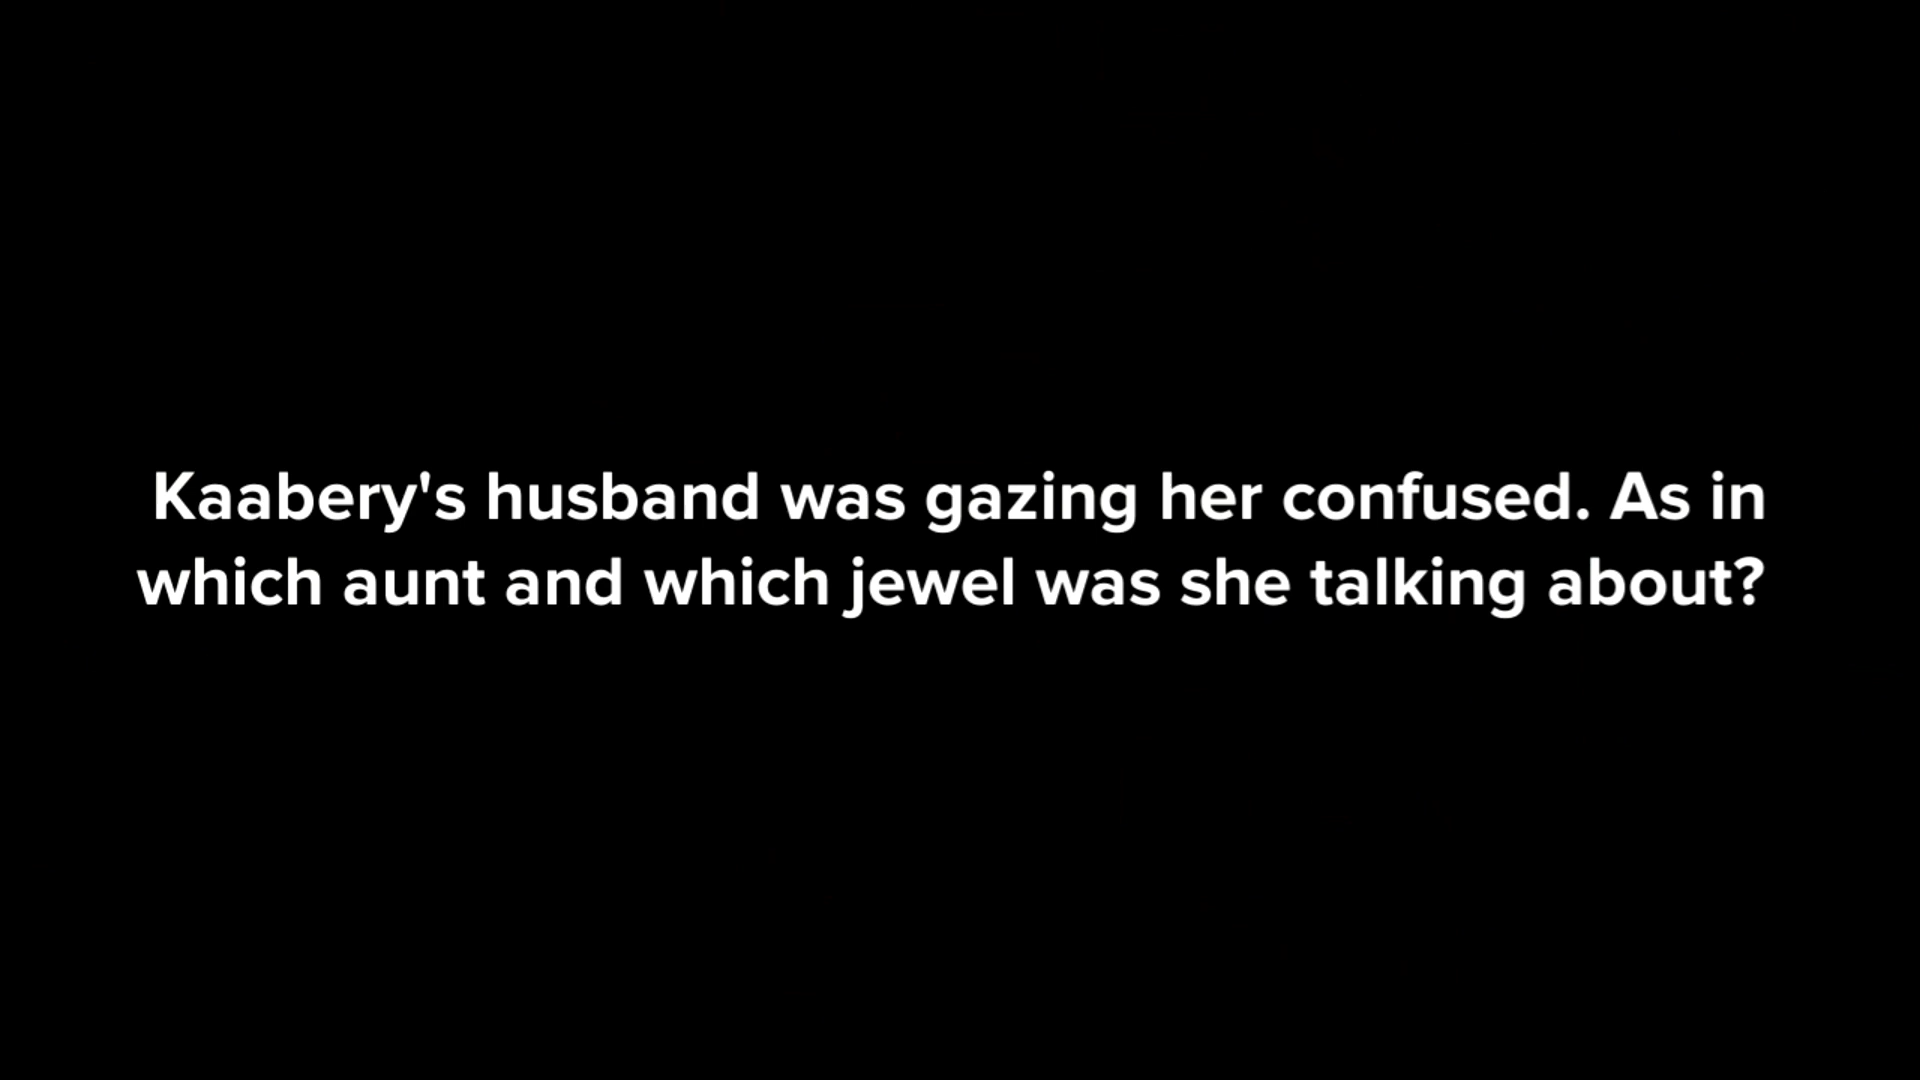 Kaabery's husband was gazing her confused. As in
which aunt and which jewel was she talking about?